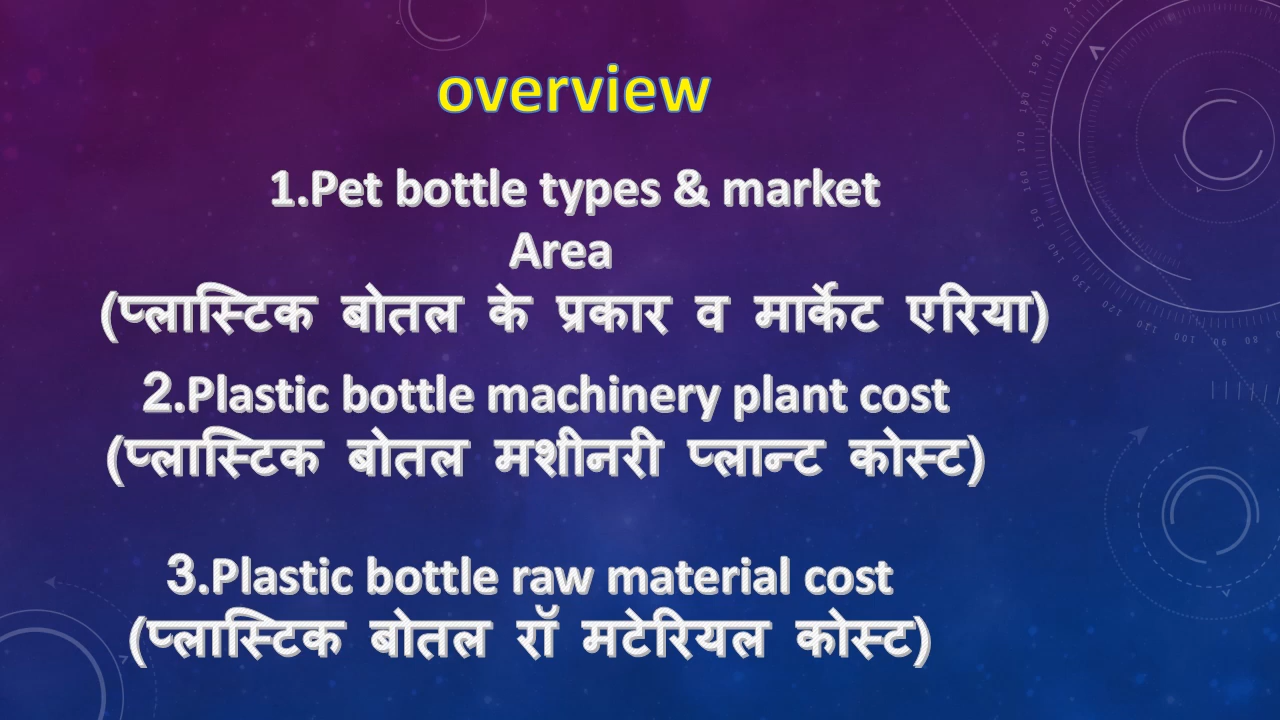 overview
1.Pet bottle types & market
Area
(प्लास्टिक बोतल के प्रकार व मार्केट एरिया)
2.Plastic bottle machinery plant cost
(प्लास्टिक बोतल मशीनरी प्लान्ट कोस्ट)
3.Plastic bottle raw material cost
(प्लास्टिक बोतल रॉ मटेरियल कोस्ट)